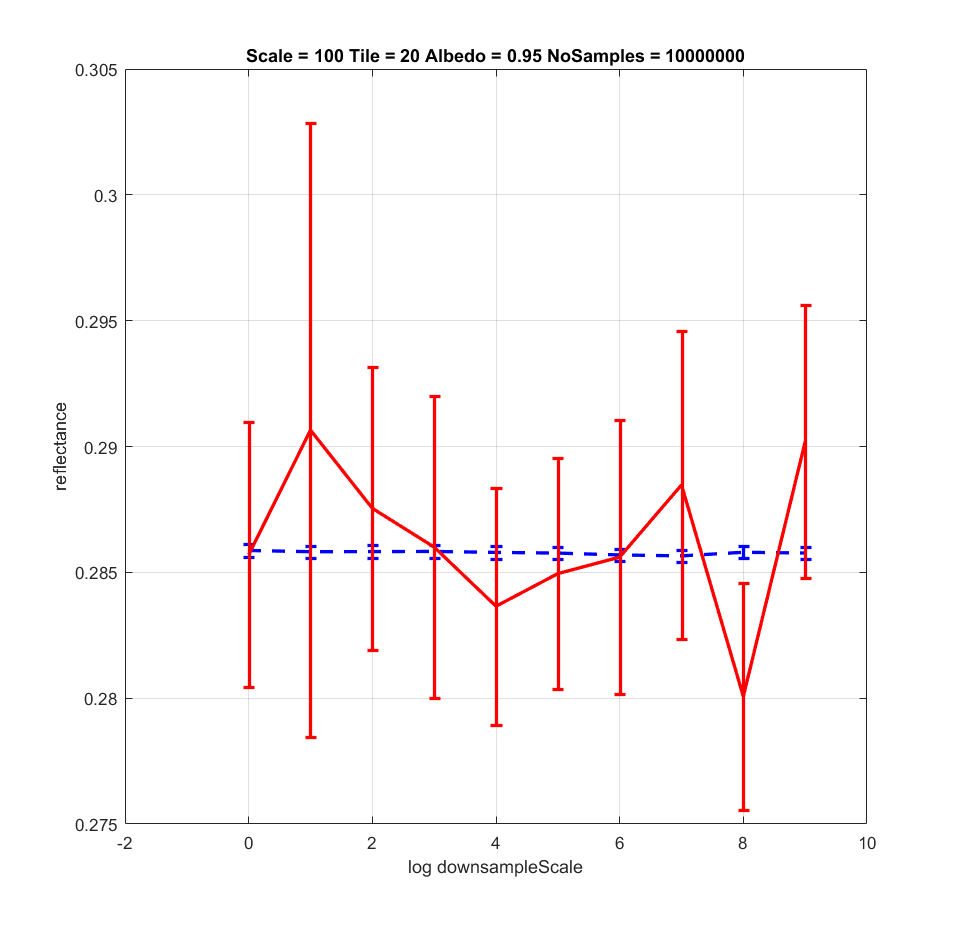 Scale = 100 Tile = 20 Albedo = 0.95 NoSamples = 10000000
0.305
0.3
0.295
0.29
0.285
0.28
0.275
reflectance
-2 0 2 4 6 8 10
log downsampleScale